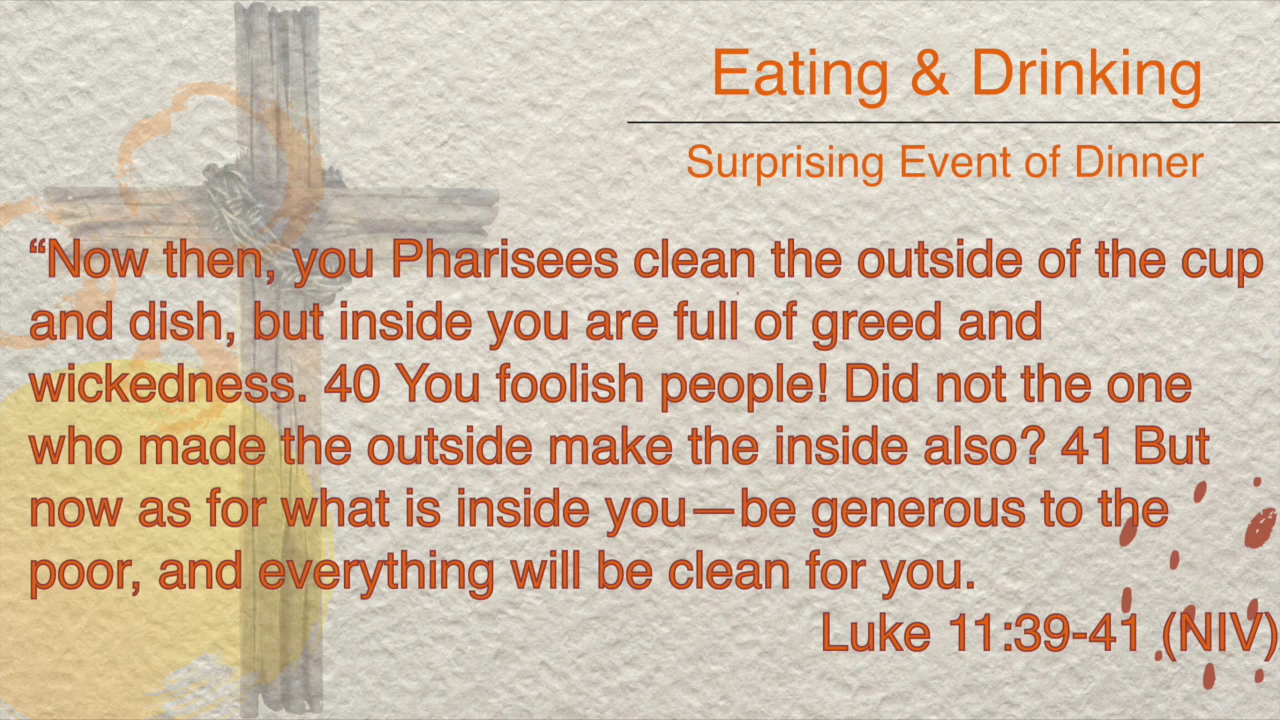 Eating & Drinking
Surprising Event of Dinner
“Now then, you Pharisees clean the outside of the cup
and dish, but inside you are full of greed and
wickedness. 40 You foolish people! Did not the one
who made the outside make the inside also? 41 But
now as for what is inside you—be generous to the
poor, and everything will be clean for you.
Luke 11:39-41 (NIV)